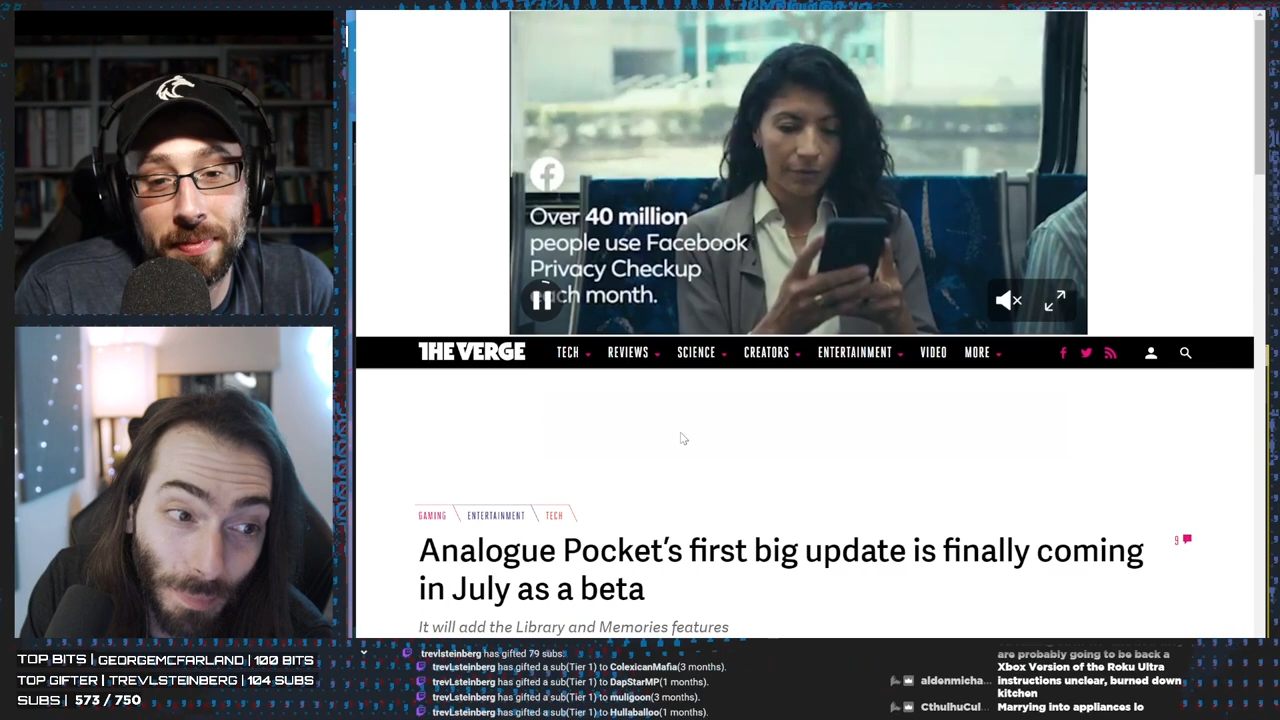 Over 40 million
people use Facebook
Privacy Checkup
each month.
THE VERGE
TECH
REVIEWS
SCIENCE
CREATORS
ENTERTAINMENT
VIDEO
MORE
GAMING
ENTERTAINMENT
TECH
Analogue Pocket's first big update is finally coming
in July as a beta
9
It will add the Library and Memories features
TOP BITS | GEORGEMCFARLAND | 100 BITS
TOP GIFTER | TREVLSTEINBERG | 104 SUBS
SUBS | 573 / 750
trevlsteinberg has gifted 79 subs.
trevLsteinberg has gifted a sub(Tier 1) to ColexicanMafia(3 months).
trevLsteinberg has gifted a sub(Tier 1) to DapStarMP(1 months).
trevLsteinberg has gifted a sub(Tier 1) to muligoon(3 months).
trevLsteinberg has gifted a sub(Tier 1) to Hullaballoo(1 months).
are probably going to be back a
Xbox Version of the Roku Ultra
aldenmicha... instructions unclear, burned down
kitchen
CthulhuCul... Marrying into appliances lo